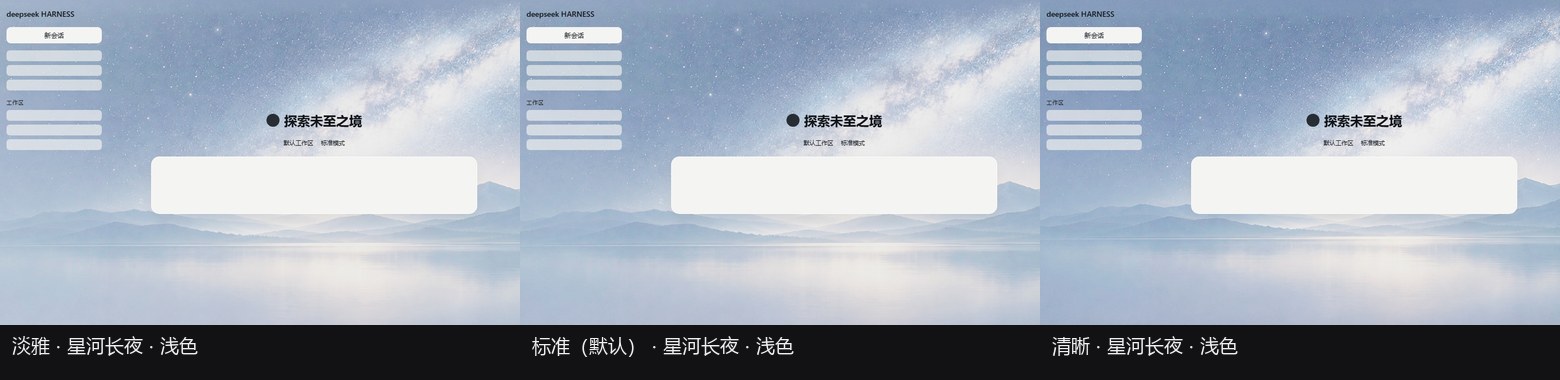 deepseek HARNESS
新会话
工作区
探索未至之境
默认工作区 标准模式
淡雅 · 星河长夜 · 浅色
deepseek HARNESS
新会话
工作区
探索未至之境
默认工作区 标准模式
标准（默认） · 星河长夜 · 浅色
deepseek HARNESS
新会话
工作区
探索未至之境
默认工作区 标准模式
清晰 · 星河长夜 · 浅色